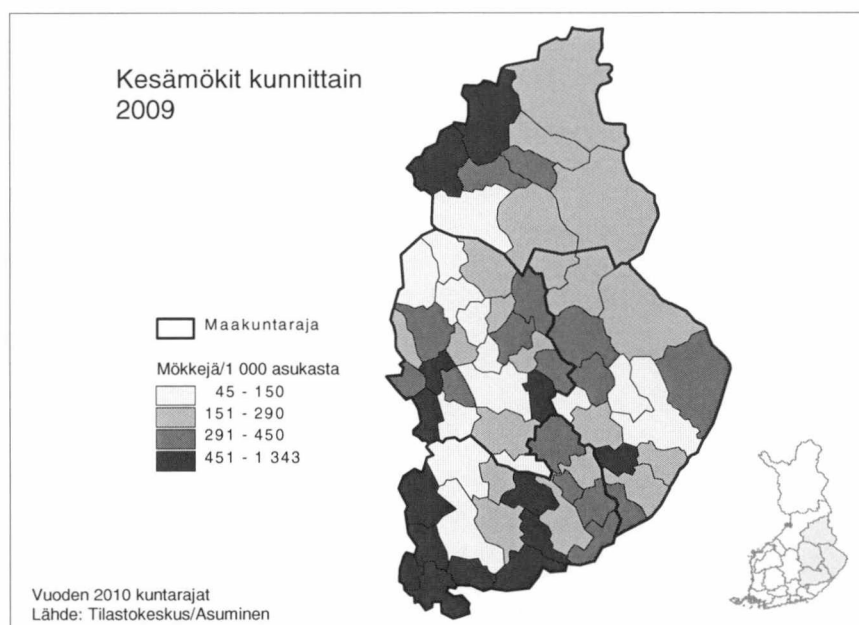 Kesämökit kunnittain
2009
Maakuntaraja
Mökkejä/1 000 asukasta
45 - 150
151 - 290
291 - 450
451 - 1 343
Vuoden 2010 kuntarajat
Lähde: Tilastokeskus/Asuminen